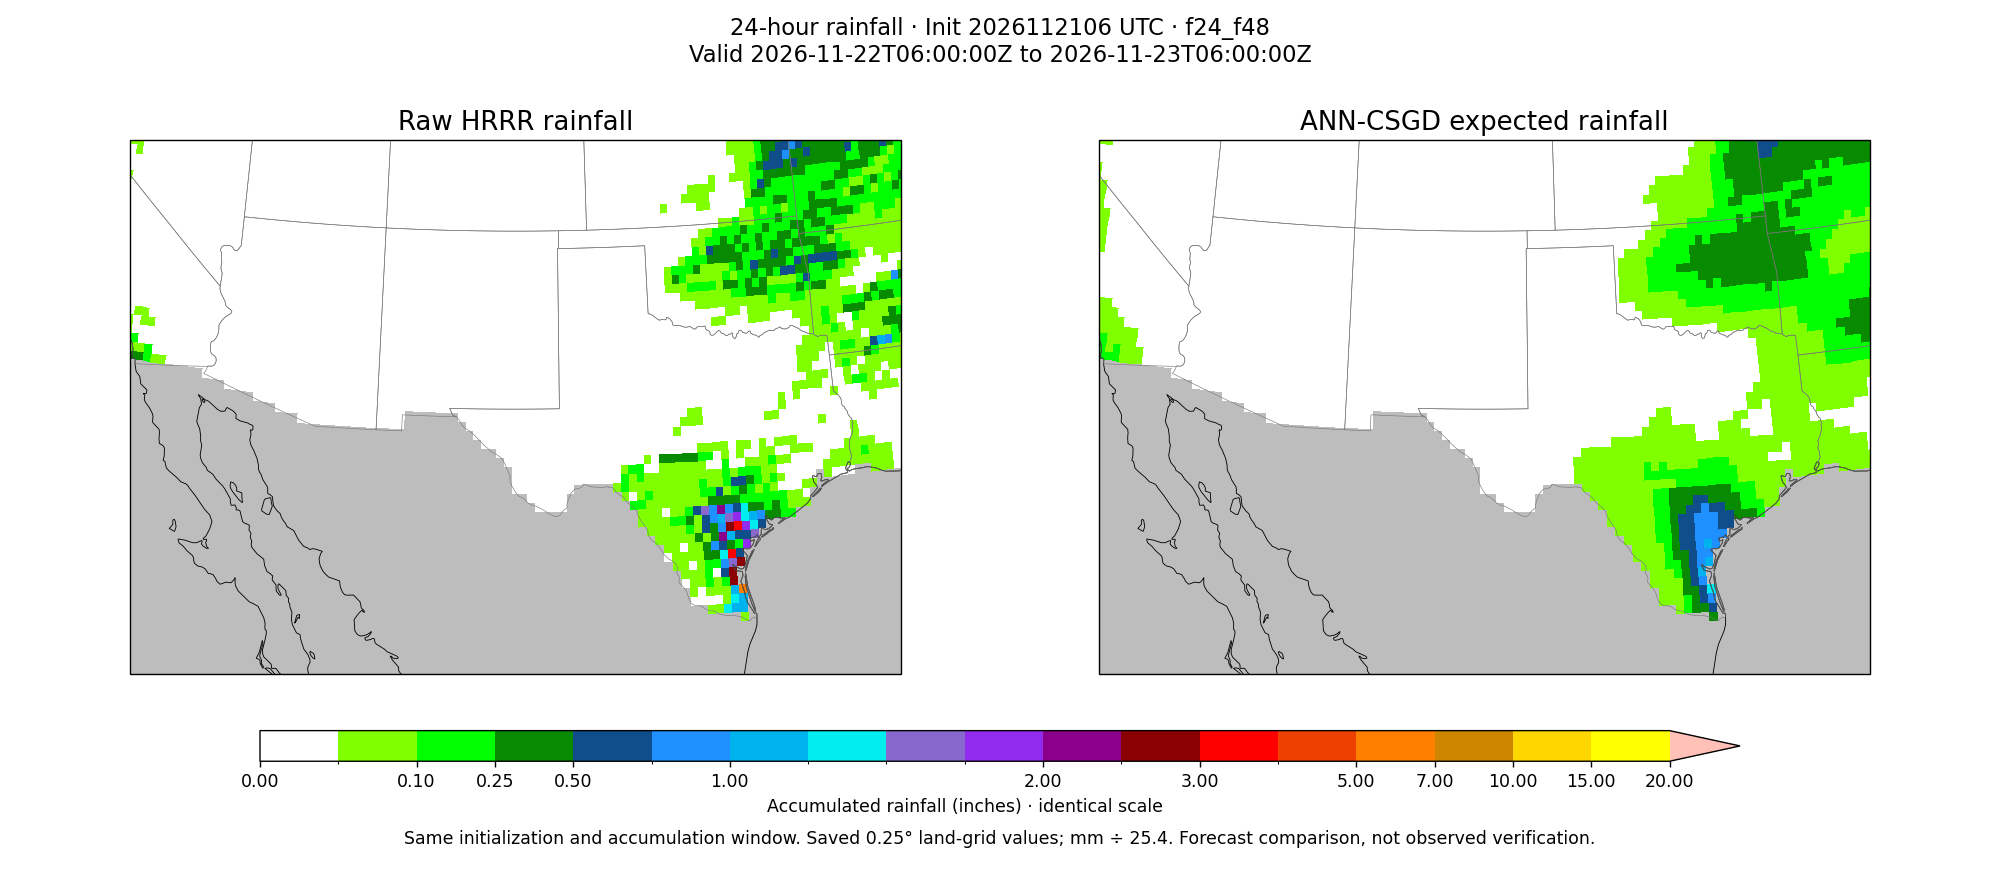 24-hour rainfall · Init 2026112106 UTC · f24_f48
Valid 2026-11-22T06:00:00Z to 2026-11-23T06:00:00Z
Raw HRRR rainfall
ANN-CSGD expected rainfall
0.00 0.10 0.25 0.50 1.00 2.00 3.00 5.00 7.00 10.00 15.00 20.00
Accumulated rainfall (inches) · identical scale
Same initialization and accumulation window. Saved 0.25° land-grid values; mm ÷ 25.4. Forecast comparison, not observed verification.